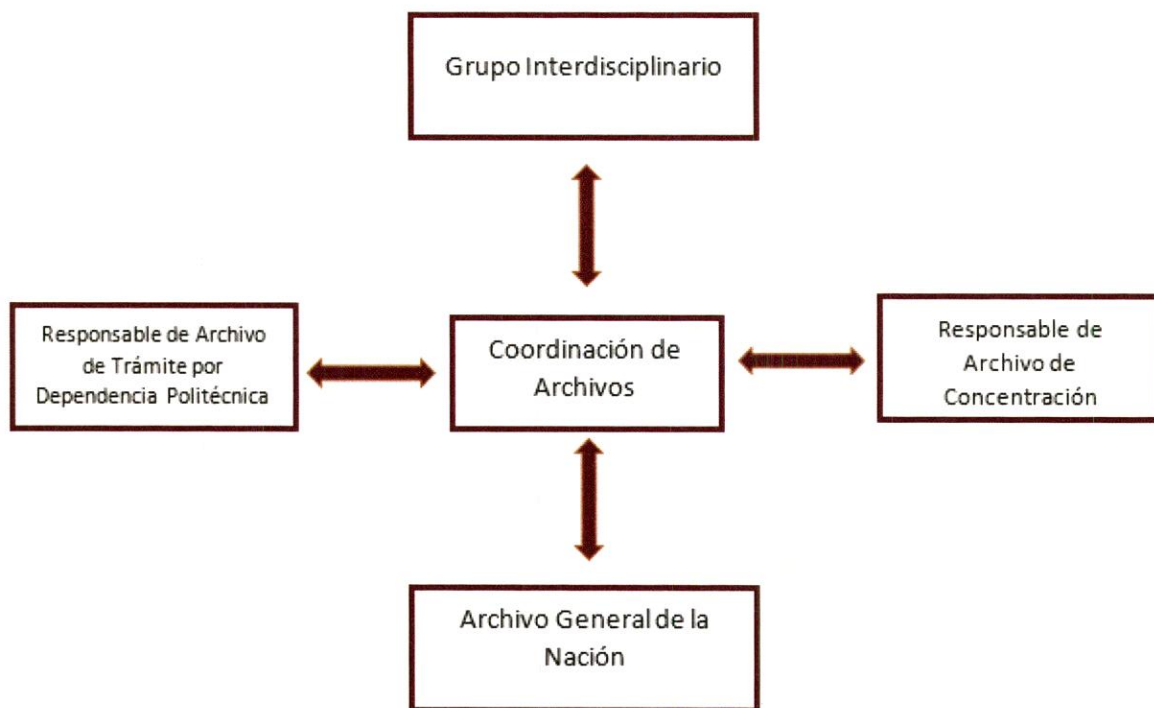 Grupo Interdisciplinario
Responsable de Archivo
de Trámite por
Dependencia Politécnica
Coordinación de
Archivos
Responsable de
Archivo de
Concentración
Archivo General de la
Nación